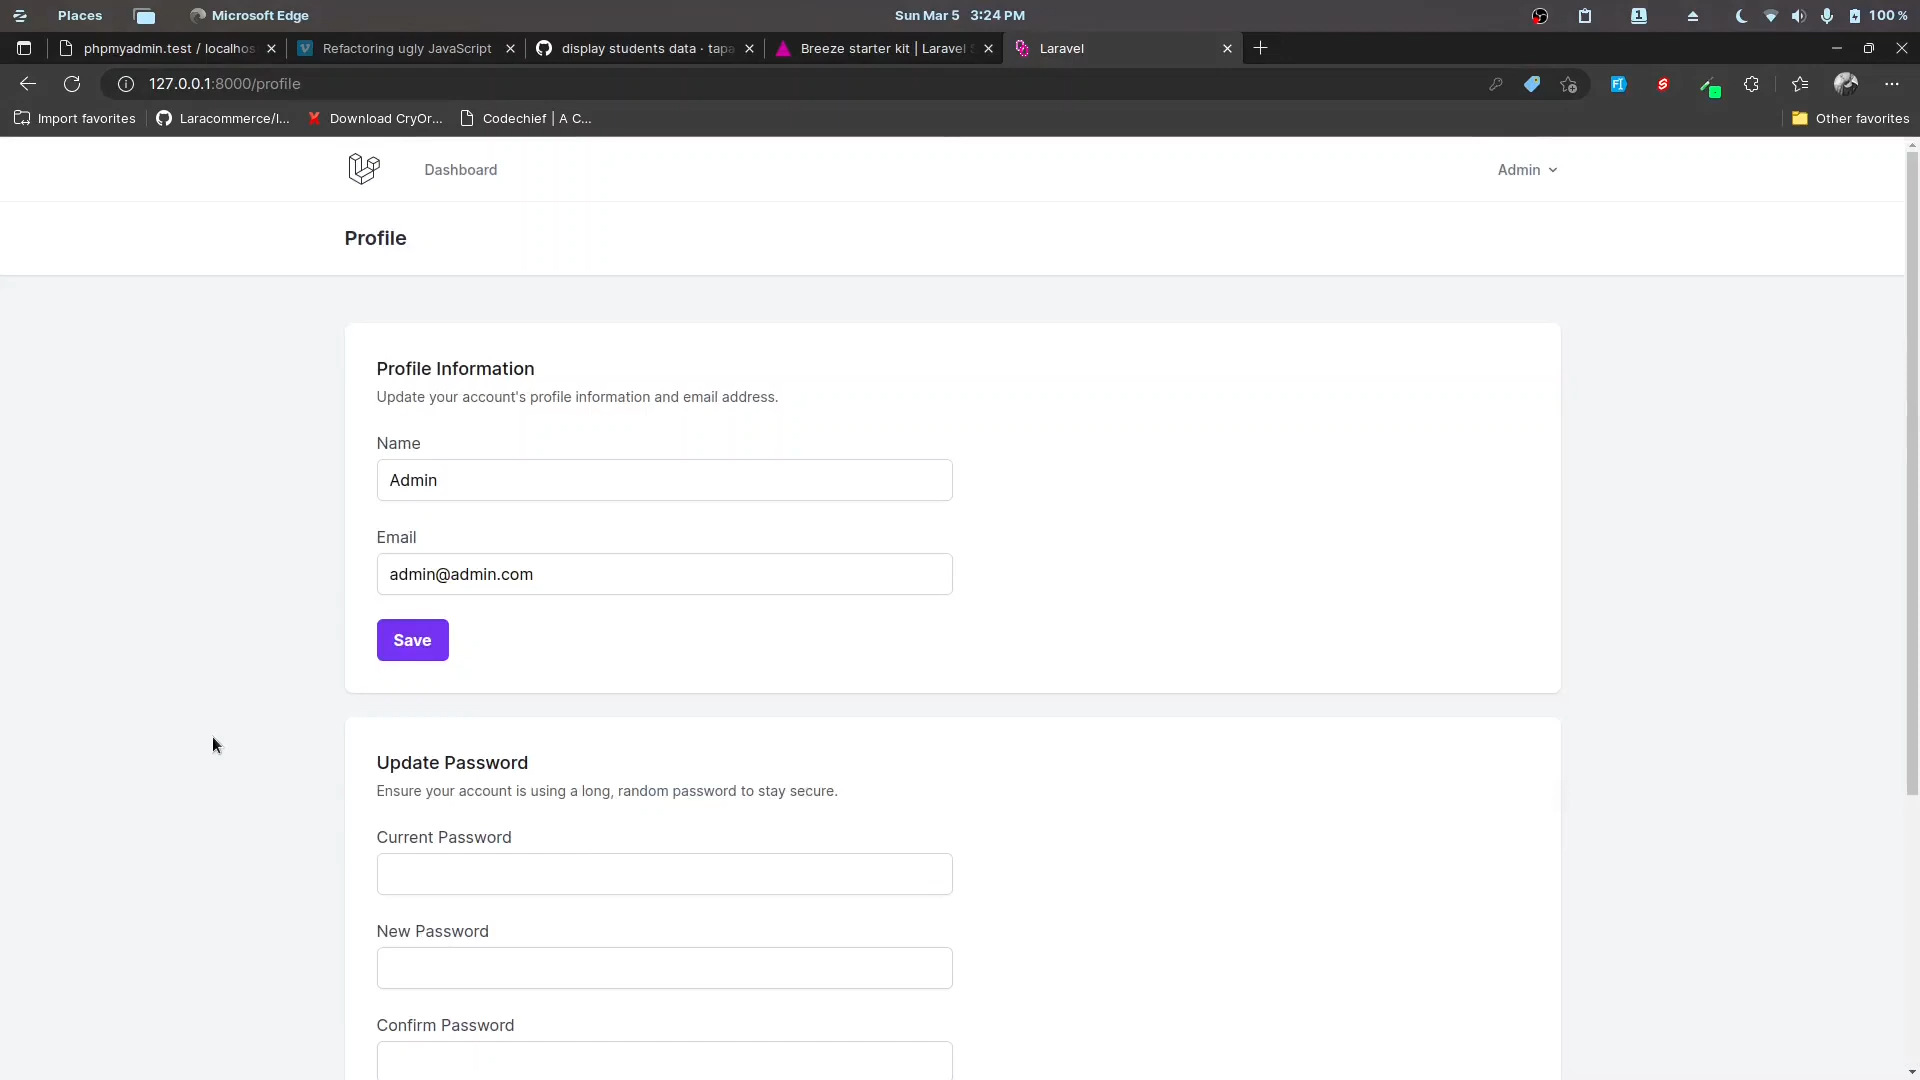 Places
Microsoft Edge
Sun Mar 5 3:24 PM
1
100 %
phpmyadmin.test / localhos
Refactoring ugly JavaScript
display students data · tapa
Breeze starter kit | Laravel S
Laravel
127.0.0.1:8000/profile
Import favorites
Laracommerce/l...
Download CryOr...
Codechief | A C...
Other favorites
Dashboard
Admin
Profile
Profile Information
Update your account's profile information and email address.
Name
Admin
Email
admin@admin.com
Save
Update Password
Ensure your account is using a long, random password to stay secure.
Current Password
New Password
Confirm Password